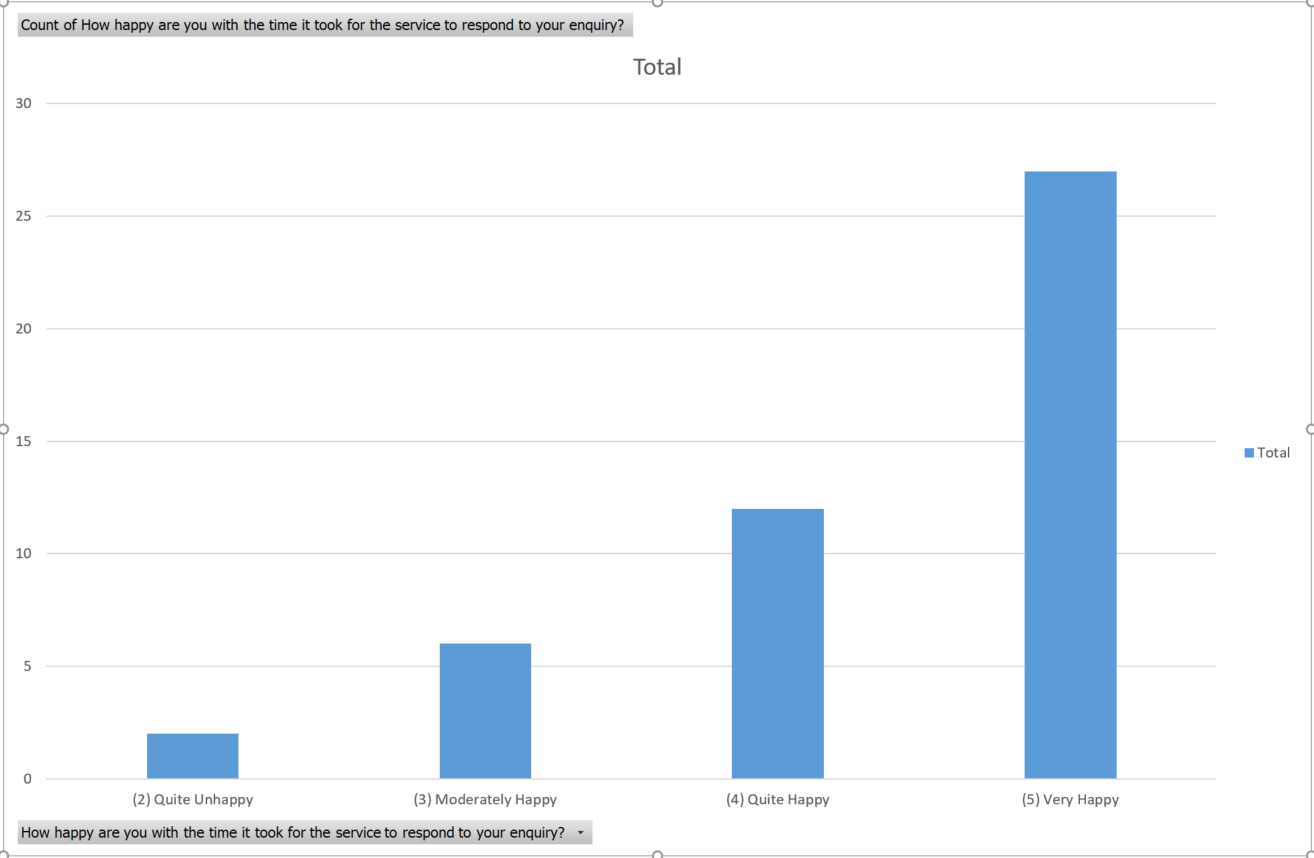 Count of How happy are you with the time it took for the service to respond to your enquiry?
Total
30
25
20
15
10
5
0
Total
(2) Quite Unhappy
(3) Moderately Happy
(4) Quite Happy
(5) Very Happy
How happy are you with the time it took for the service to respond to your enquiry?